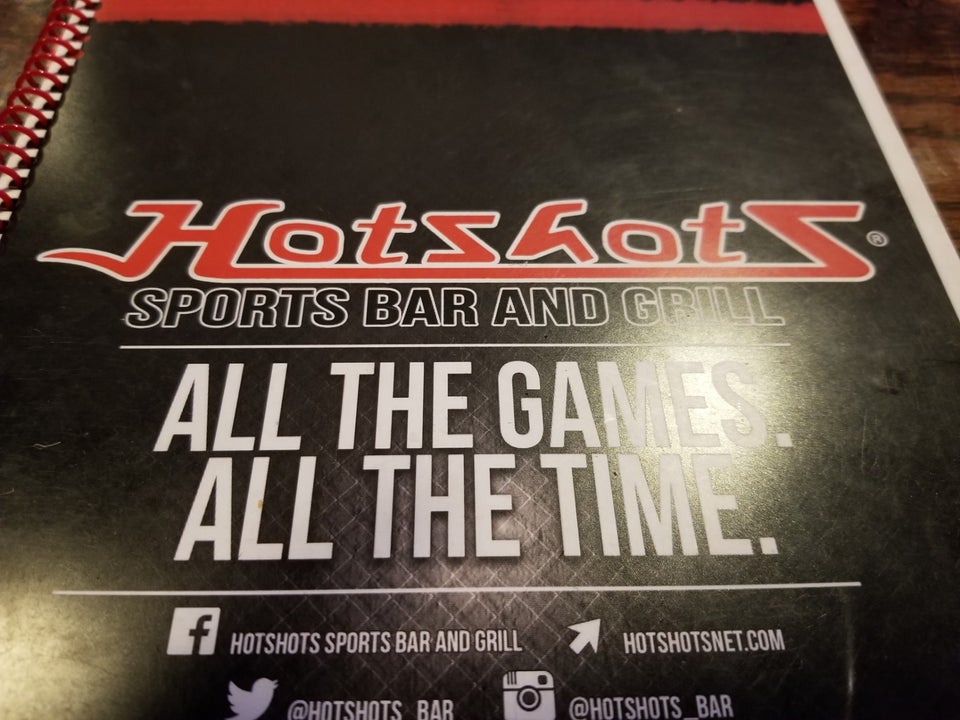 HotshotS ®
SPORTS BAR AND GRILL
ALL THE GAMES.
ALL THE TIME.
HOTSHOTS SPORTS BAR AND GRILL HOTSHOTSNET.COM
@HOTSHOTS_BAR @HOTSHOTS_BAR